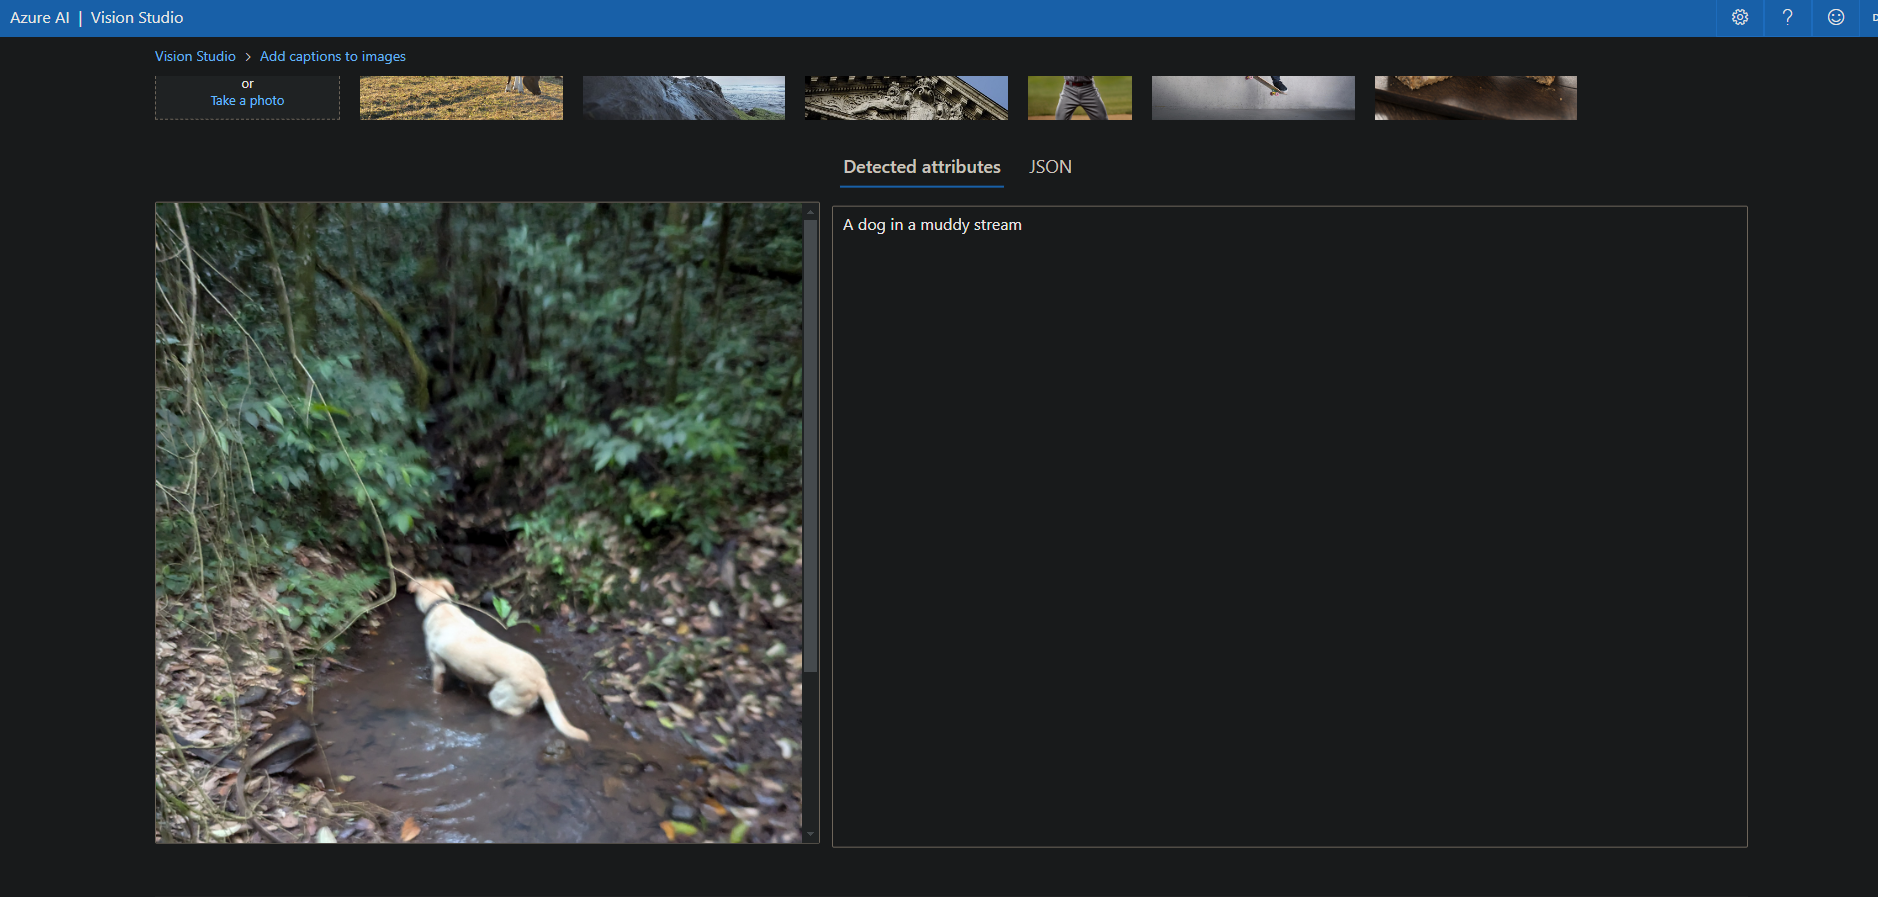 Azure AI | Vision Studio
Vision Studio > Add captions to images
or
Take a photo
Detected attributes
JSON
A dog in a muddy stream